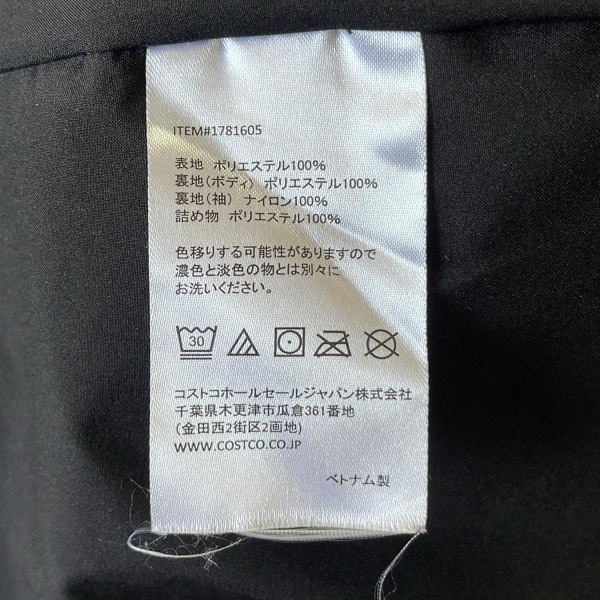 ITEM#1781605
表地 ポリエステル100%
裏地(ボディ) ポリエステル100%
裏地(袖) ナイロン100%
詰め物 ポリエステル100%
色移りする可能性がありますので
濃色と淡色の物とは別々に
お洗いください。
30
コストコホールセールジャパン株式会社
千葉県木更津市瓜倉361番地
(金田西2街区2画地)
WWW.COSTCO.CO.JP
ベトナム製